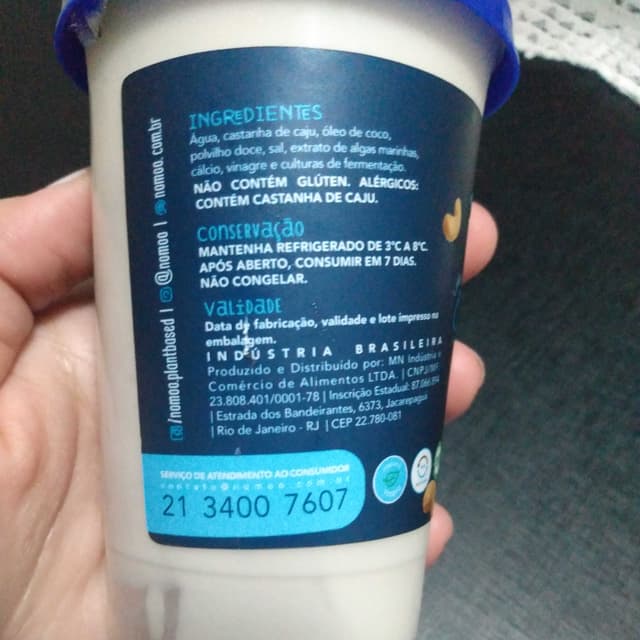 INGREDIENTES
Água, castanha de caju, óleo de coco,
polvilho doce, sal, extrato de algas marinhas,
cálcio, vinagre e culturas de fermentação.
NÃO CONTÉM GLÚTEN. ALÉRGICOS:
CONTÉM CASTANHA DE CAJU.
CONSERVAÇÃO
MANTENHA REFRIGERADO DE 3°C A 8°C.
APÓS ABERTO, CONSUMIR EM 7 DIAS.
NÃO CONGELAR.
VALIDADE
Data de fabricação, validade e lote impresso na
embalagem.
INDÚSTRIA BRASILEIRA
Produzido e Distribuido por: MN Indústria e
Comércio de Alimentos LTDA. | CNPJ/MF
23.808.401/0001-78 | Inscrição Estadual:
| Estrada dos Bandeirantes, 6373, Jacarepaguá
| Rio de Janeiro - RJ | CEP 22.780-081
SERVIÇO DE ATENDIMENTO AO CONSUMIDOR
contato@nomoo.com.br
21 3400 7607
/nomoo.plantbased | @nomoo | nomoo.com.br